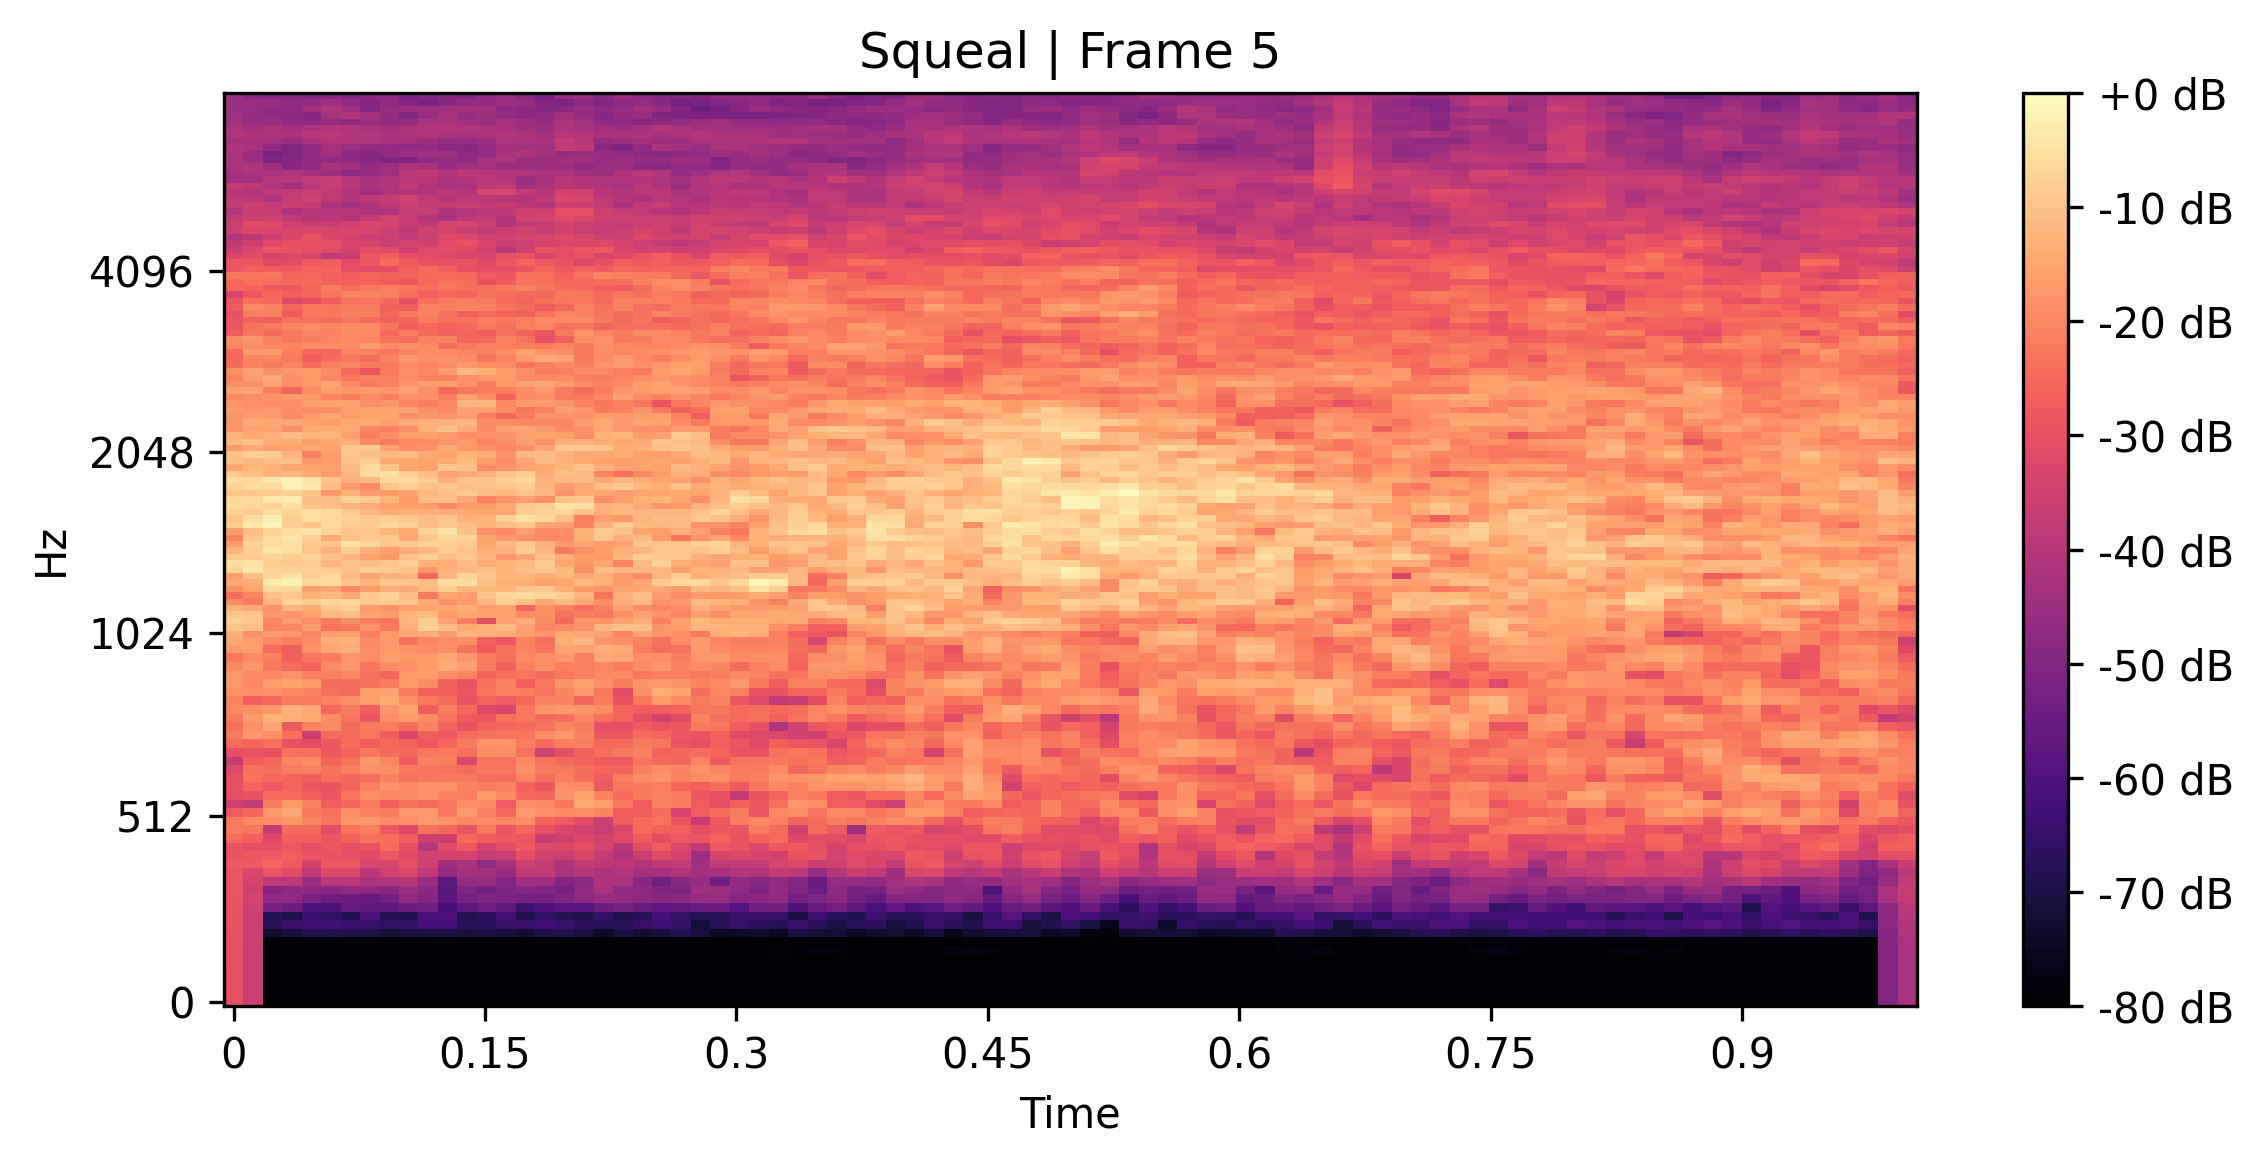 Squeal | Frame 5
+0 dB
-10 dB
-20 dB
-30 dB
-40 dB
-50 dB
-60 dB
-70 dB
-80 dB
4096
2048
1024
512
0
Hz
0 0.15 0.3 0.45 0.6 0.75 0.9
Time